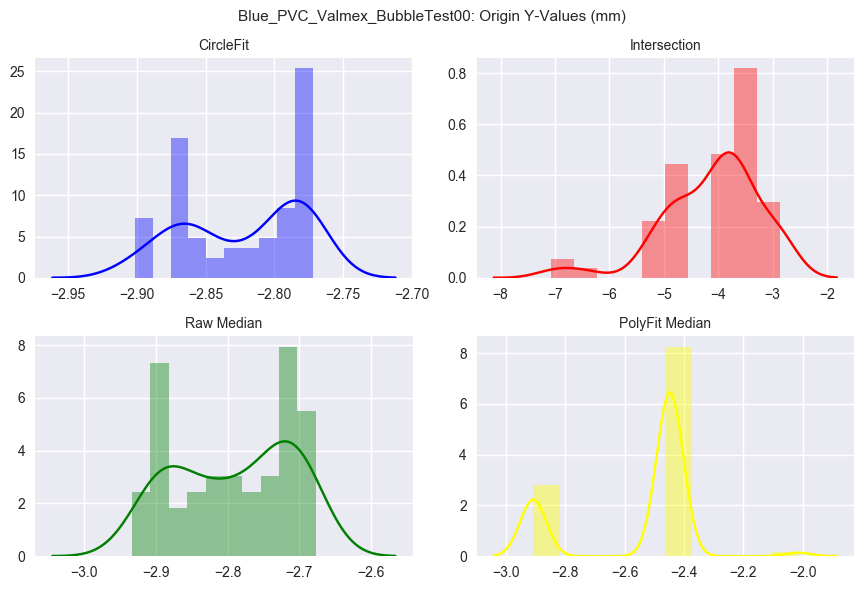 Blue_PVC_Valmex_BubbleTest00: Origin Y-Values (mm)
CircleFit
25
20
15
10
5
0
−2.95 −2.90 −2.85 −2.80 −2.75 −2.70
Intersection
0.8
0.6
0.4
0.2
0.0
−8 −7 −6 −5 −4 −3 −2
Raw Median
8
6
4
2
0
−3.0 −2.9 −2.8 −2.7 −2.6
PolyFit Median
8
6
4
2
0
−3.0 −2.8 −2.6 −2.4 −2.2 −2.0